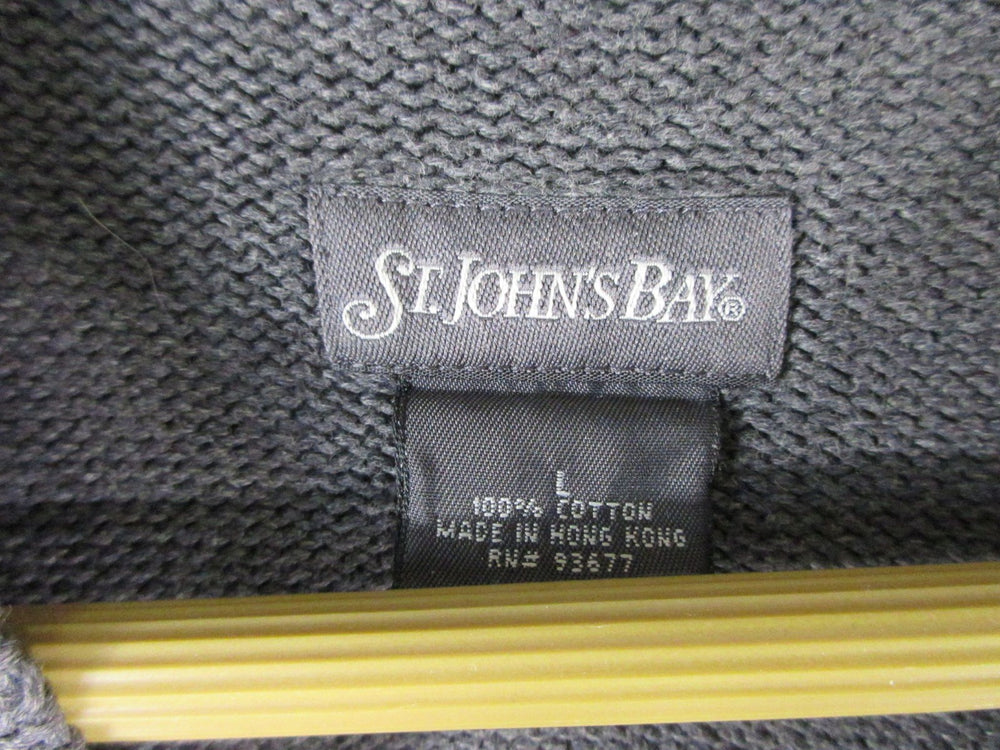 ST. JOHN'S BAY®
L
100% COTTON
MADE IN HONG KONG
RN# 93677